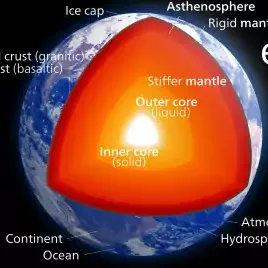 Ice cap
Asthenosphere
Rigid mant
l crust (granitic)
st (basaltic)
Stiffer mantle
Outer core
(liquid)
Inner core
(solid)
Atmo
Continent
Hydrosp
Ocean